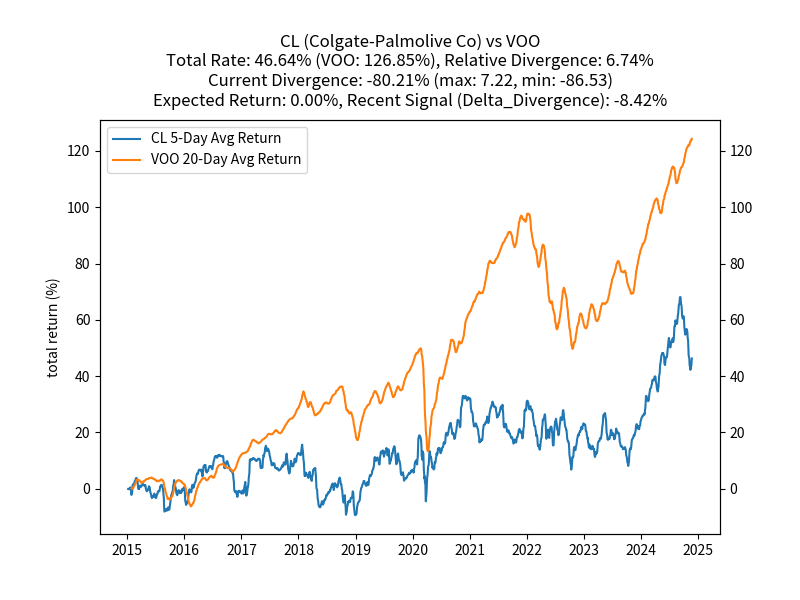 CL (Colgate-Palmolive Co) vs VOO
Total Rate: 46.64% (VOO: 126.85%), Relative Divergence: 6.74%
Current Divergence: -80.21% (max: 7.22, min: -86.53)
Expected Return: 0.00%, Recent Signal (Delta_Divergence): -8.42%
CL 5-Day Avg Return
VOO 20-Day Avg Return
total return (%)
120 120
100 100
80 80
60 60
40 40
20 20
0 0
2015 2016 2017 2018 2019 2020 2021 2022 2023 2024 2025